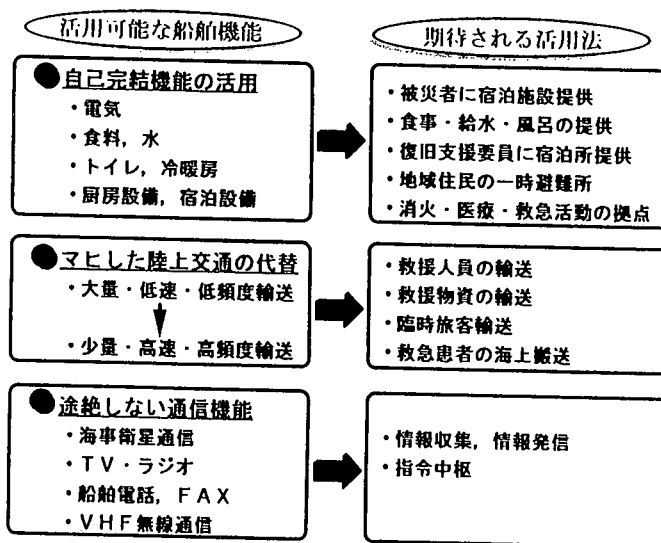 活用可能な船舶機能
期待される活用法
●自己完結機能の活用
・電気
・食料，水
・トイレ，冷暖房
・厨房設備，宿泊設備
・被災者に宿泊施設提供
・食事・給水・風呂の提供
・復旧支援委員に宿泊所提供
・地域住民の一時避難所
・消火・医療・救急活動の拠点
●マヒした陸上交通の代替
・大量・低速・低頻度輸送
・少量・高速・高頻度輸送
・救援人員の輸送
・救援物資の輸送
・臨時旅客輸送
・救急患者の海上搬送
●途絶しない通信機能
・海事衛星通信
・ＴＶ・ラジオ
・船舶電話，ＦＡＸ
・ＶＨＦ無線通信
・情報収集，情報発信
・指令中枢